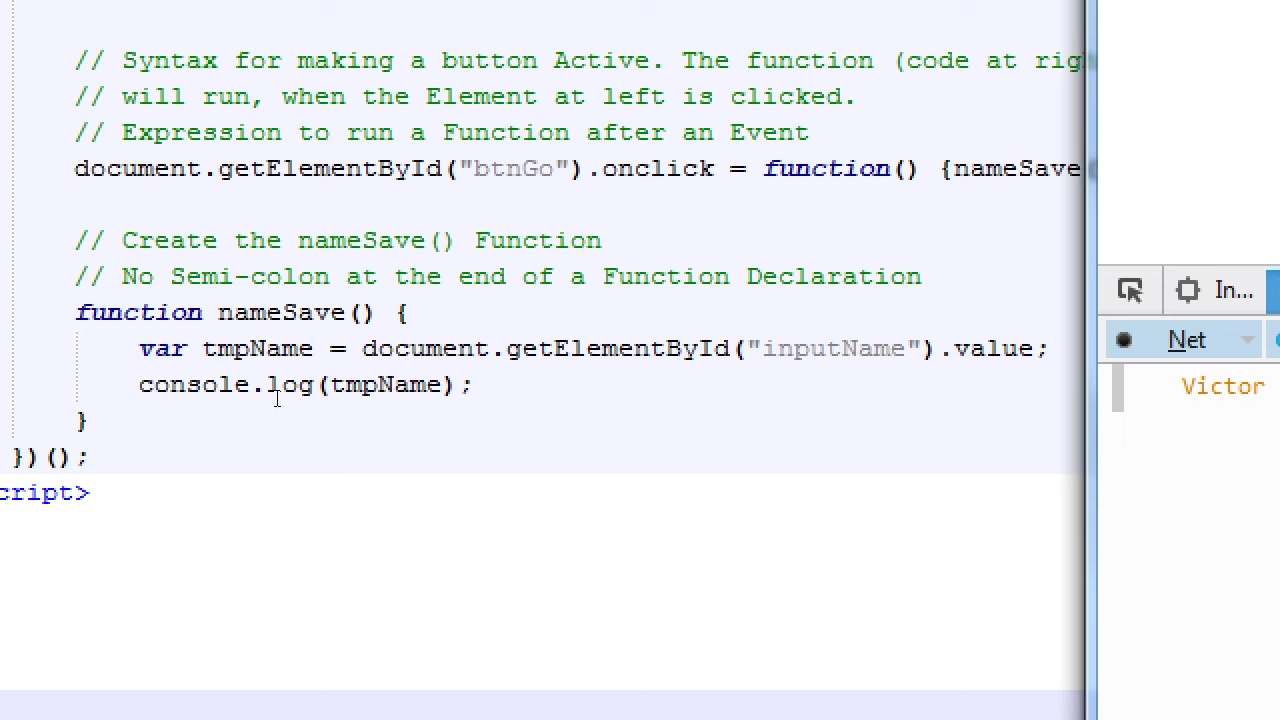 // Syntax for making a button Active. The function (code at
// will run, when the Element at left is clicked.
// Expression to run a Function after an Event
document.getElementById("btnGo").onclick = function() {nameSave
// Create the nameSave() Function
// No Semi-colon at the end of a Function Declaration
function nameSave() {
var tmpName = document.getElementById("inputName").value;
console.log(tmpName);
}
})();
cript>
In...
Net
Victor